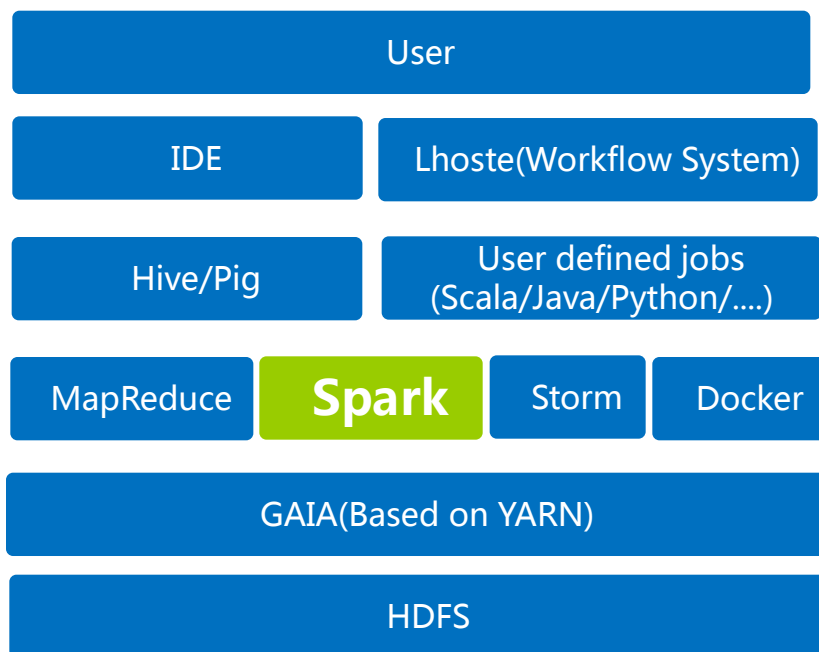 User
IDE
Lhoste(Workflow System)
Hive/Pig
User defined jobs
(Scala/Java/Python/....)
MapReduce
Spark
Storm
Docker
GAIA(Based on YARN)
HDFS